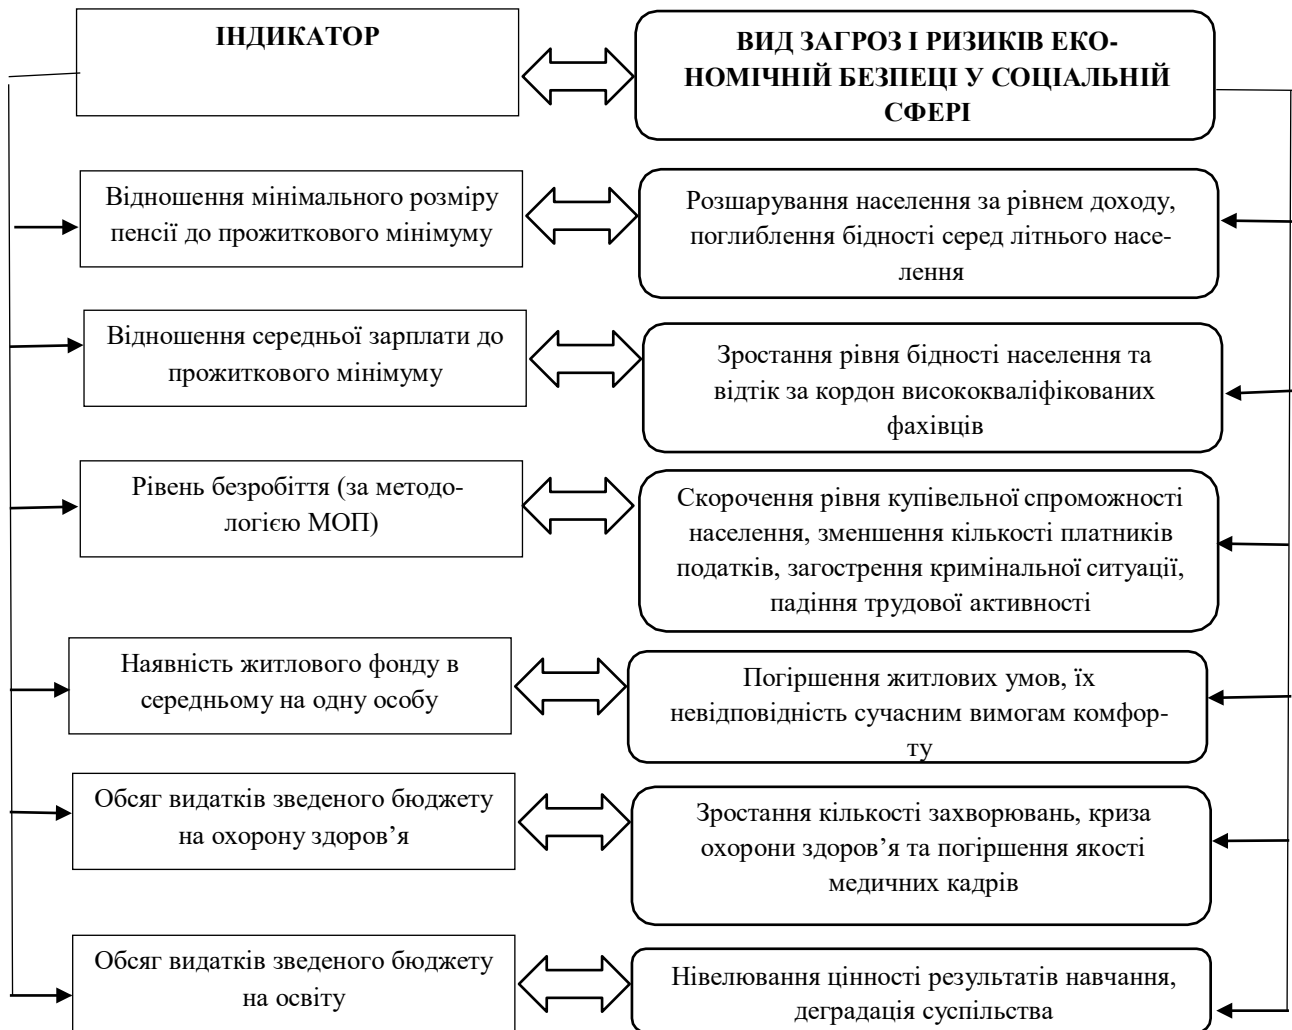 ІНДИКАТОР
ВИД ЗАГРОЗ І РИЗИКІВ ЕКО-
НОМІЧНІЙ БЕЗПЕЦІ У СОЦІАЛЬНІЙ
СФЕРІ
Відношення мінімального розміру
пенсії до прожиткового мінімуму
Розшарування населення за рівнем доходу,
поглиблення бідності серед літнього насе-
лення
Відношення середньої зарплати до
прожиткового мінімуму
Зростання рівня бідності населення та
відтік за кордон висококваліфікованих
фахівців
Рівень безробіття (за методо-
логією МОП)
Скорочення рівня купівельної спроможності
населення, зменшення кількості платників
податків, загострення кримінальної ситуації,
падіння трудової активності
Наявність житлового фонду в
середньому на одну особу
Погіршення житлових умов, їх
невідповідність сучасним вимогам комфор-
ту
Обсяг видатків зведеного бюджету
на охорону здоров’я
Зростання кількості захворювань, криза
охорони здоров’я та погіршення якості
медичних кадрів
Обсяг видатків зведеного бюджету
на освіту
Нівелювання цінності результатів навчання,
деградація суспільства